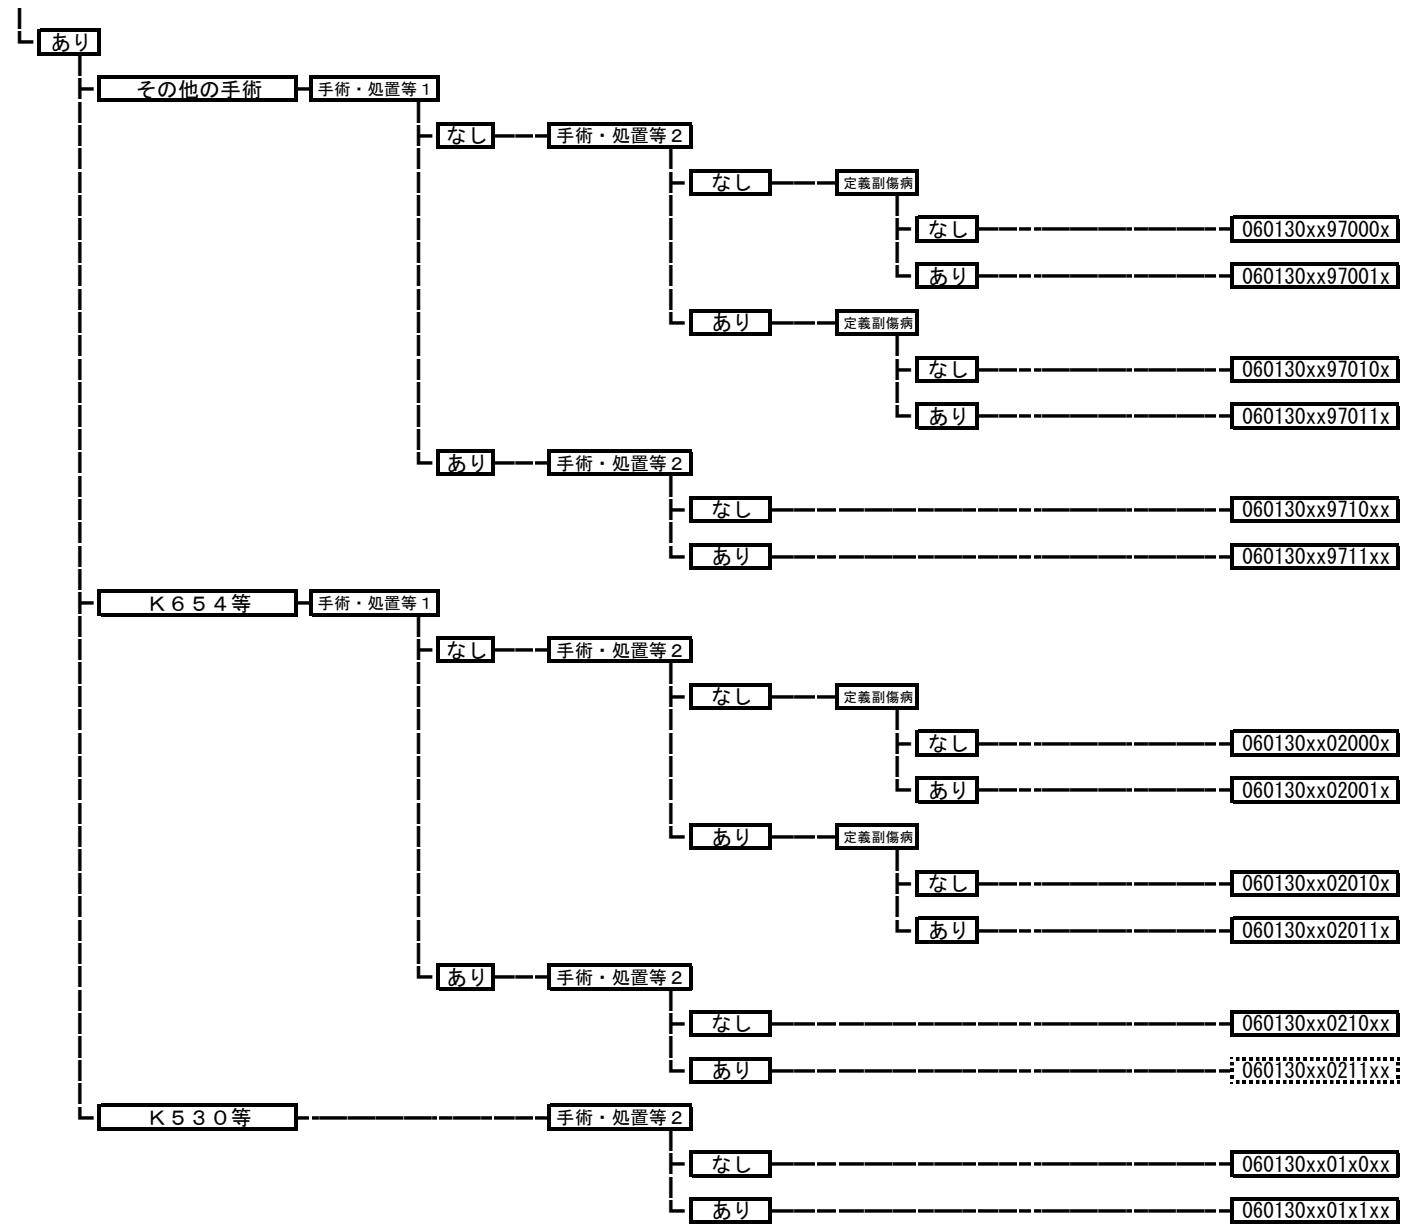 あり
その他の手術 手術・処置等１
なし 手術・処置等２
なし 定義副傷病
なし 060130xx97000x
あり 060130xx97001x
あり 定義副傷病
なし 060130xx97010x
あり 060130xx97011x
あり 手術・処置等２
なし 060130xx9710xx
あり 060130xx9711xx
Ｋ６５４等 手術・処置等１
なし 手術・処置等２
なし 定義副傷病
なし 060130xx02000x
あり 060130xx02001x
あり 定義副傷病
なし 060130xx02010x
あり 060130xx02011x
あり 手術・処置等２
なし 060130xx0210xx
あり 060130xx0211xx
Ｋ５３０等 手術・処置等２
なし 060130xx01x0xx
あり 060130xx01x1xx